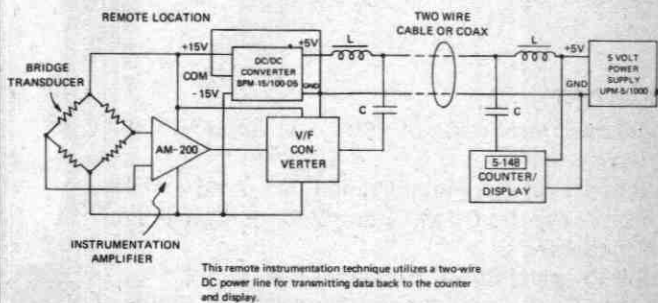 REMOTE LOCATION
TWO WIRE
CABLE OR COAX
BRIDGE
TRANSDUCER
+15V
COM
-15V
DC/DC
CONVERTER
BPM-15/100-D5
+5V
GND
L
C
L
C
+5V
GND
5 VOLT
POWER
SUPPLY
UPM-5/1000
AM-200
V/F
CON-
VERTER
5-148
COUNTER/
DISPLAY
INSTRUMENTATION
AMPLIFIER
This remote instrumentation technique utilizes a two-wire
DC power line for transmitting data back to the counter
and display.